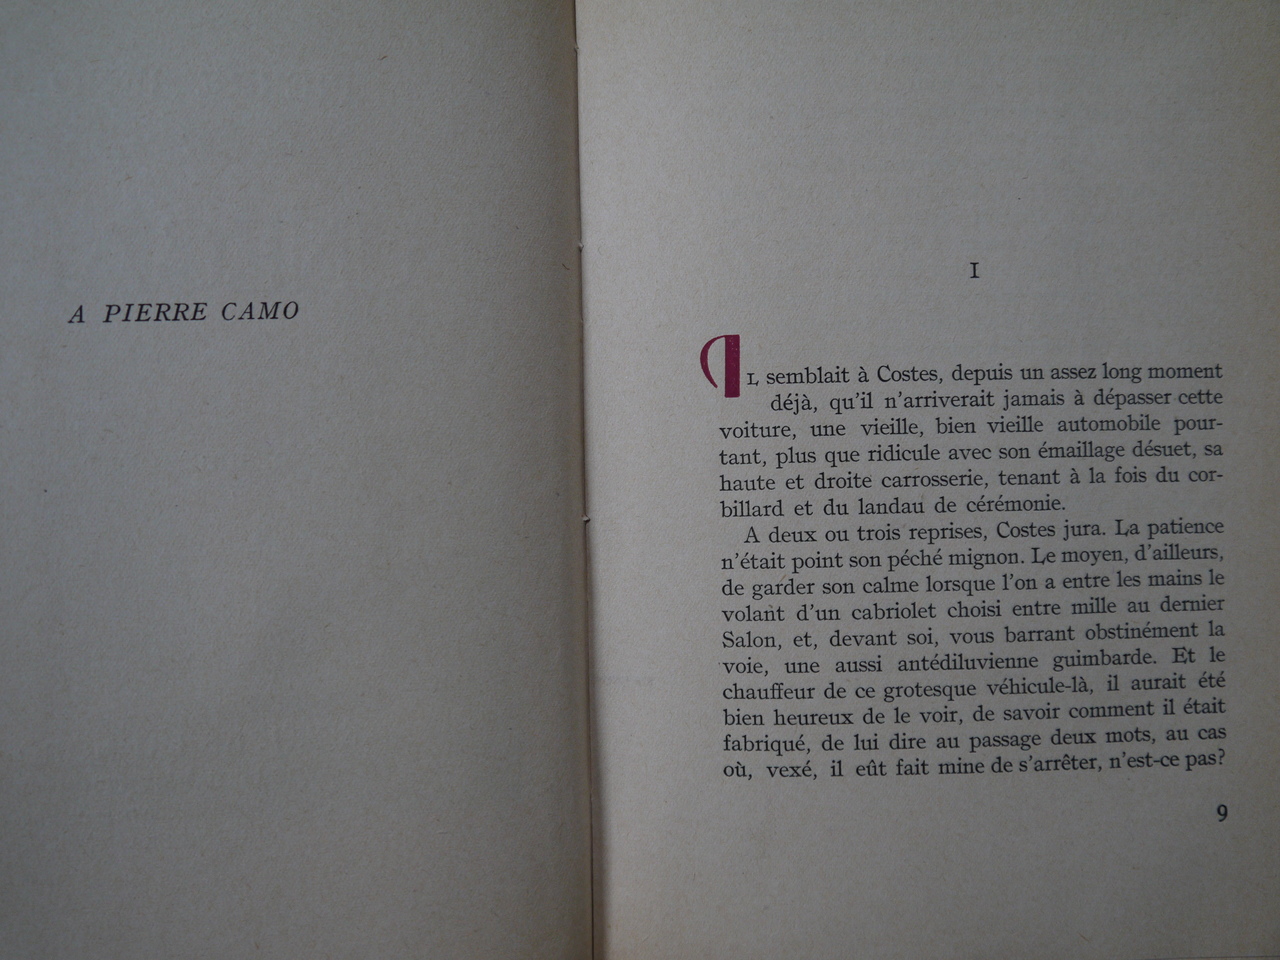 A PIERRE CAMO
I
IL semblait à Costes, depuis un assez long moment
déjà, qu'il n'arriverait jamais à dépasser cette
voiture, une vieille, bien vieille automobile pour-
tant, plus que ridicule avec son émaillage désuet, sa
haute et droite carrosserie, tenant à la fois du cor-
billard et du landau de cérémonie.
A deux ou trois reprises, Costes jura. La patience
n'était point son péché mignon. Le moyen, d'ailleurs,
de garder son calme lorsque l'on a entre les mains le
volant d'un cabriolet choisi entre mille au dernier
Salon, et, devant soi, vous barrant obstinément la
voie, une aussi antédiluvienne guimbarde. Et le
chauffeur de ce grotesque véhicule-là, il aurait été
bien heureux de le voir, de savoir comment il était
fabriqué, de lui dire au passage deux mots, au cas
où, vexé, il eût fait mine de s'arrêter, n'est-ce pas?
9